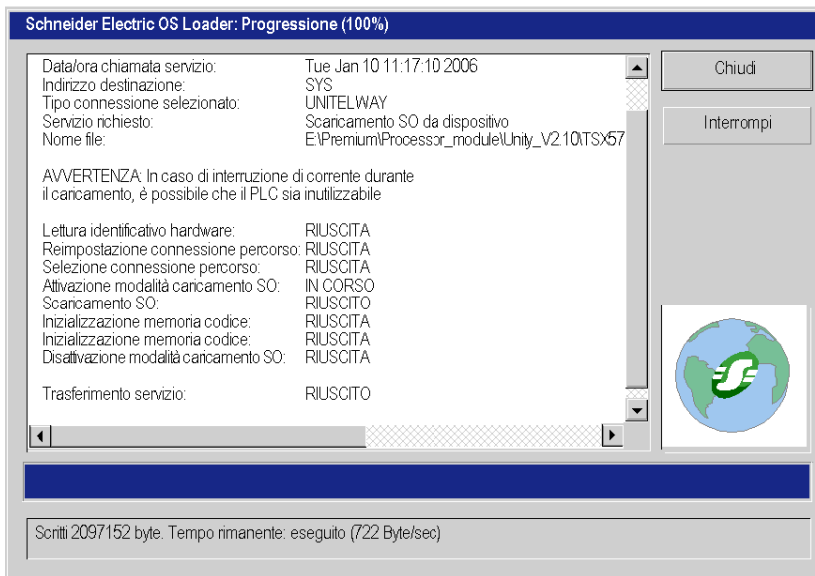 Schneider Electric OS Loader: Progressione (100%)
Data/ora chiamata servizio: Tue Jan 10 11:17:10 2006
Indirizzo destinazione: SYS
Tipo connessione selezionato: UNITELWAY
Servizio richiesto: Scaricamento SO da dispositivo
Nome file: E:\Premium\Processor_module\Unity_V2.10\TSX57
AVVERTENZA: In caso di interruzione di corrente durante
il caricamento, è possibile che il PLC sia inutilizzabile
Lettura identificativo hardware: RIUSCITA
Reimpostazione connessione percorso: RIUSCITA
Selezione connessione percorso: RIUSCITA
Attivazione modalità caricamento SO: IN CORSO
Scaricamento SO: RIUSCITO
Inizializzazione memoria codice: RIUSCITA
Inizializzazione memoria codice: RIUSCITA
Disattivazione modalità caricamento SO: RIUSCITA
Trasferimento servizio: RIUSCITO
Chiudi
Interrompi
Scritti 2097152 byte. Tempo rimanente: eseguito (722 Byte/sec)